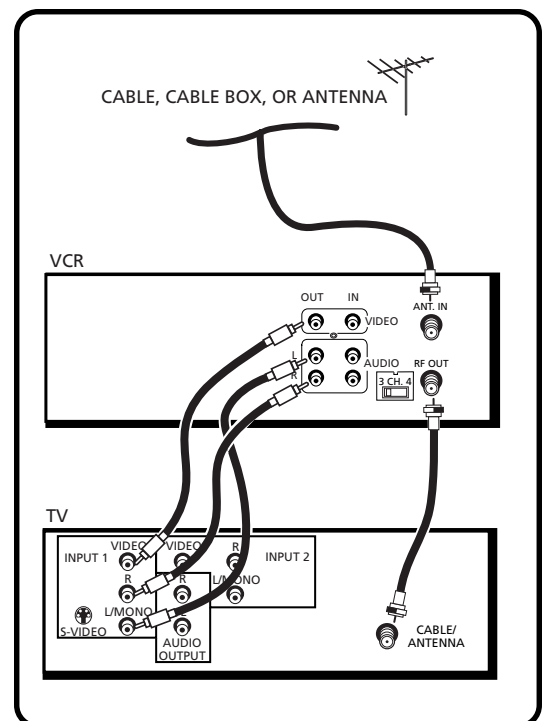 CABLE, CABLE BOX, OR ANTENNA
VCR
OUT IN
ANT. IN
VIDEO
L
AUDIO
RF OUT
R
3 CH. 4
TV
INPUT 1
VIDEO
VIDEO
R
INPUT 2
R
R
L/MONO
L/MONO
S-VIDEO
AUDIO
OUTPUT
CABLE/
ANTENNA